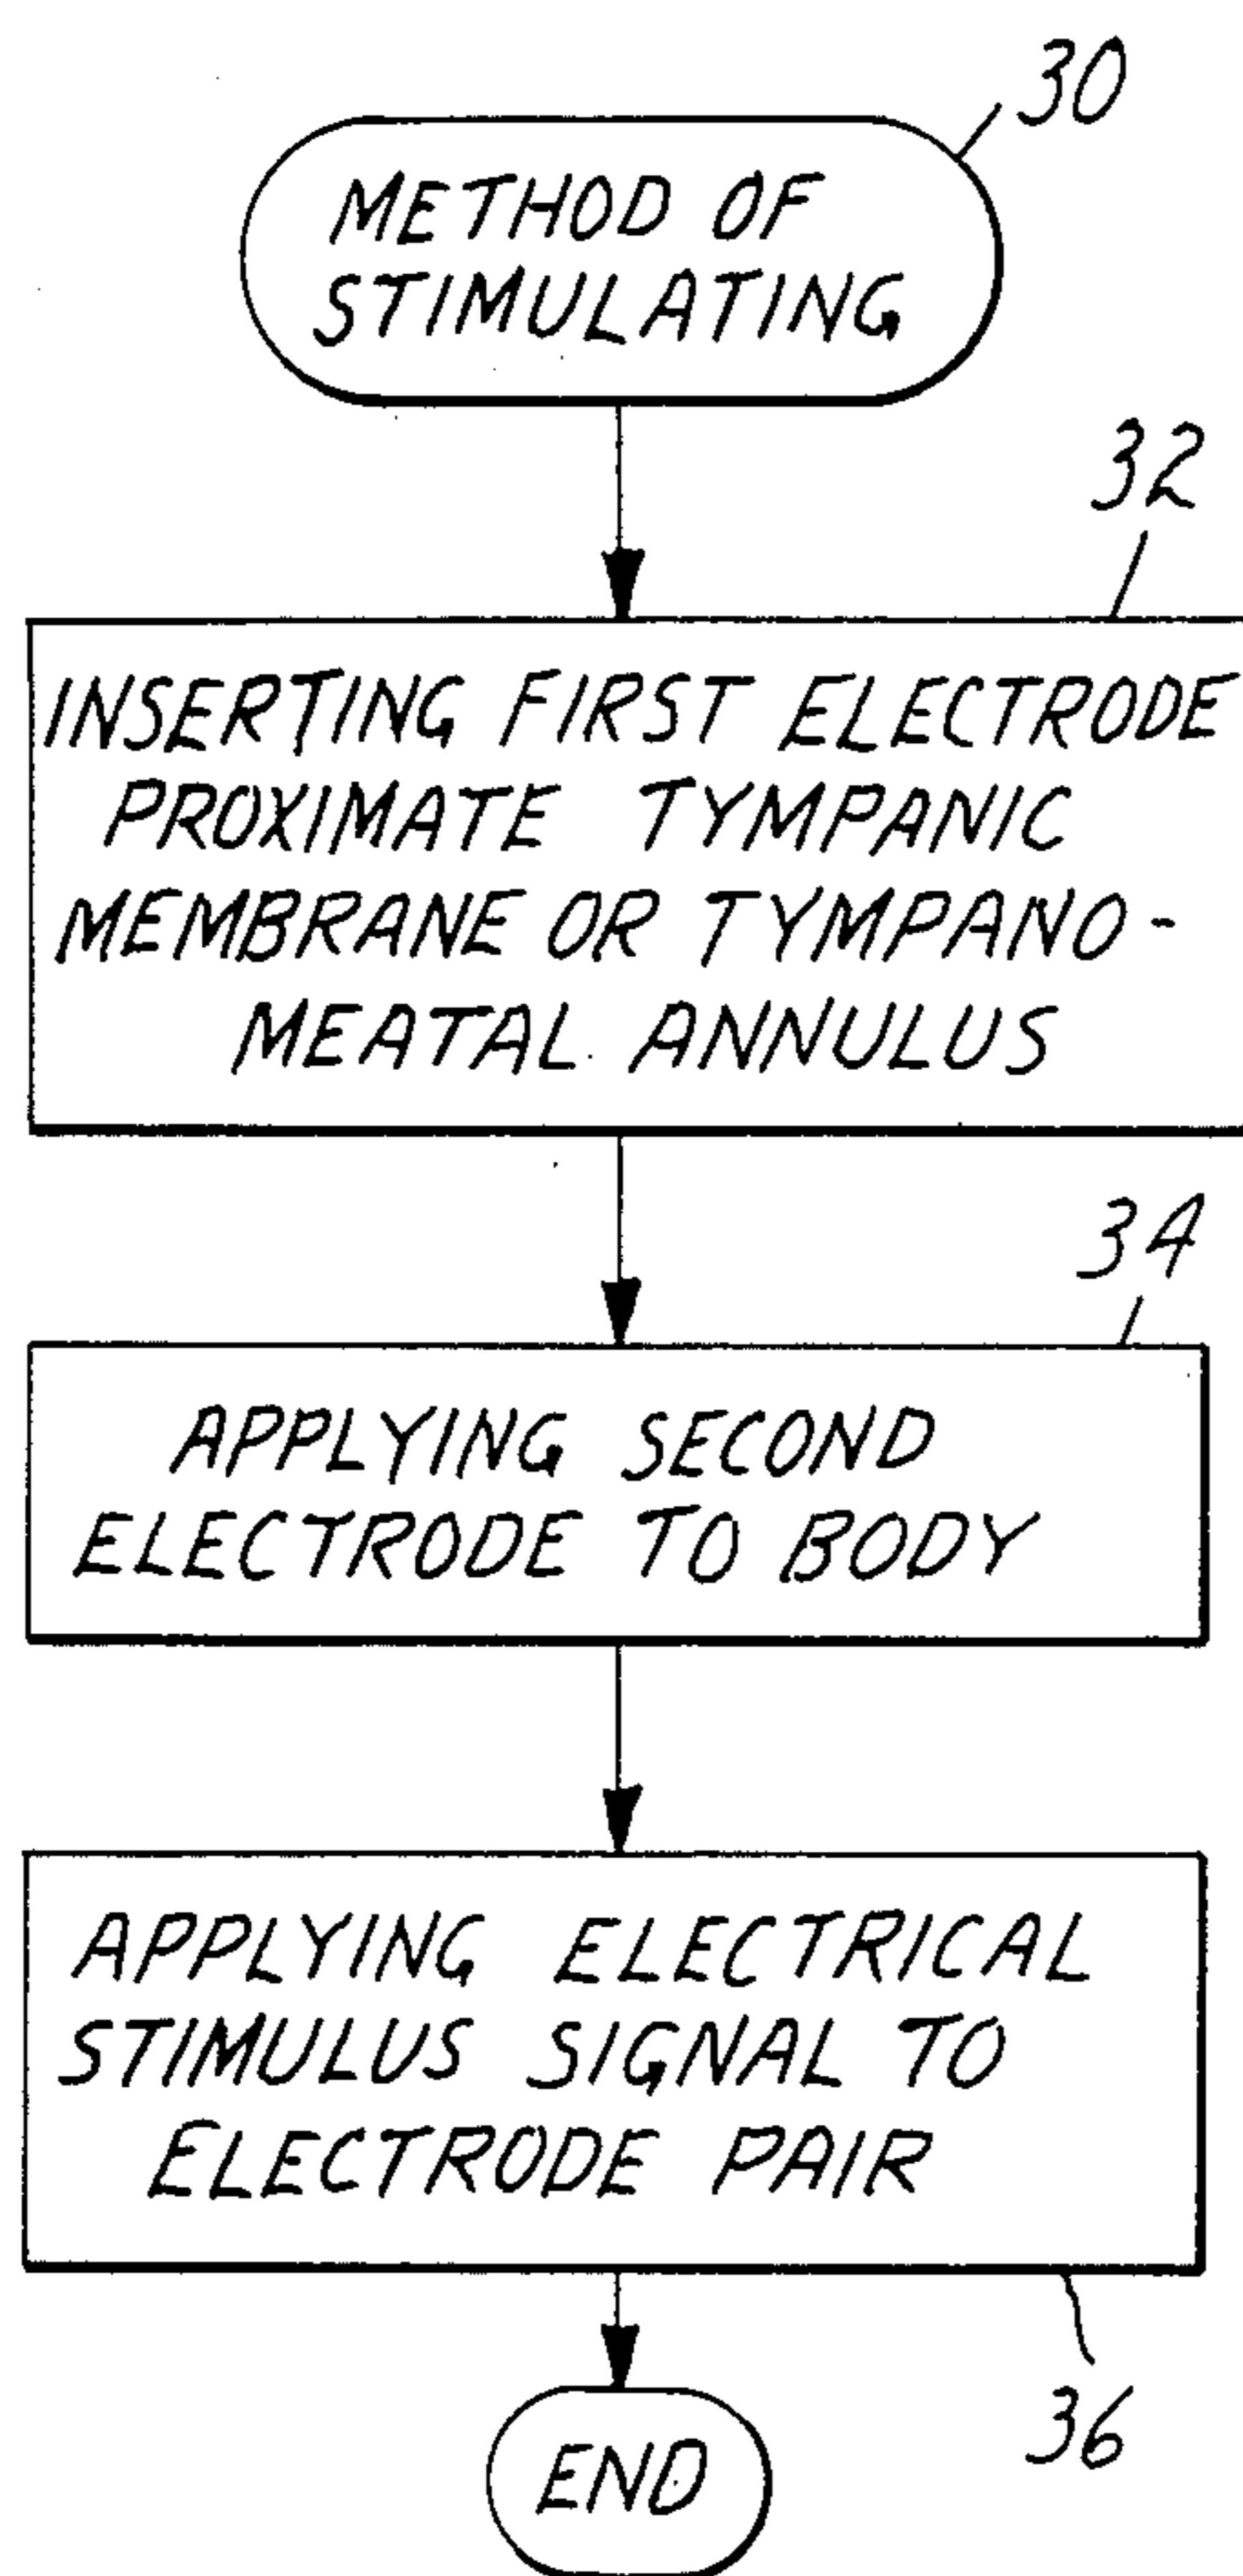 30
METHOD OF
STIMULATING
32
INSERTING FIRST ELECTRODE
PROXIMATE TYMPANIC
MEMBRANE OR TYMPANO-
MEATAL ANNULUS
34
APPLYING SECOND
ELECTRODE TO BODY
APPLYING ELECTRICAL
STIMULUS SIGNAL TO
ELECTRODE PAIR
36
END